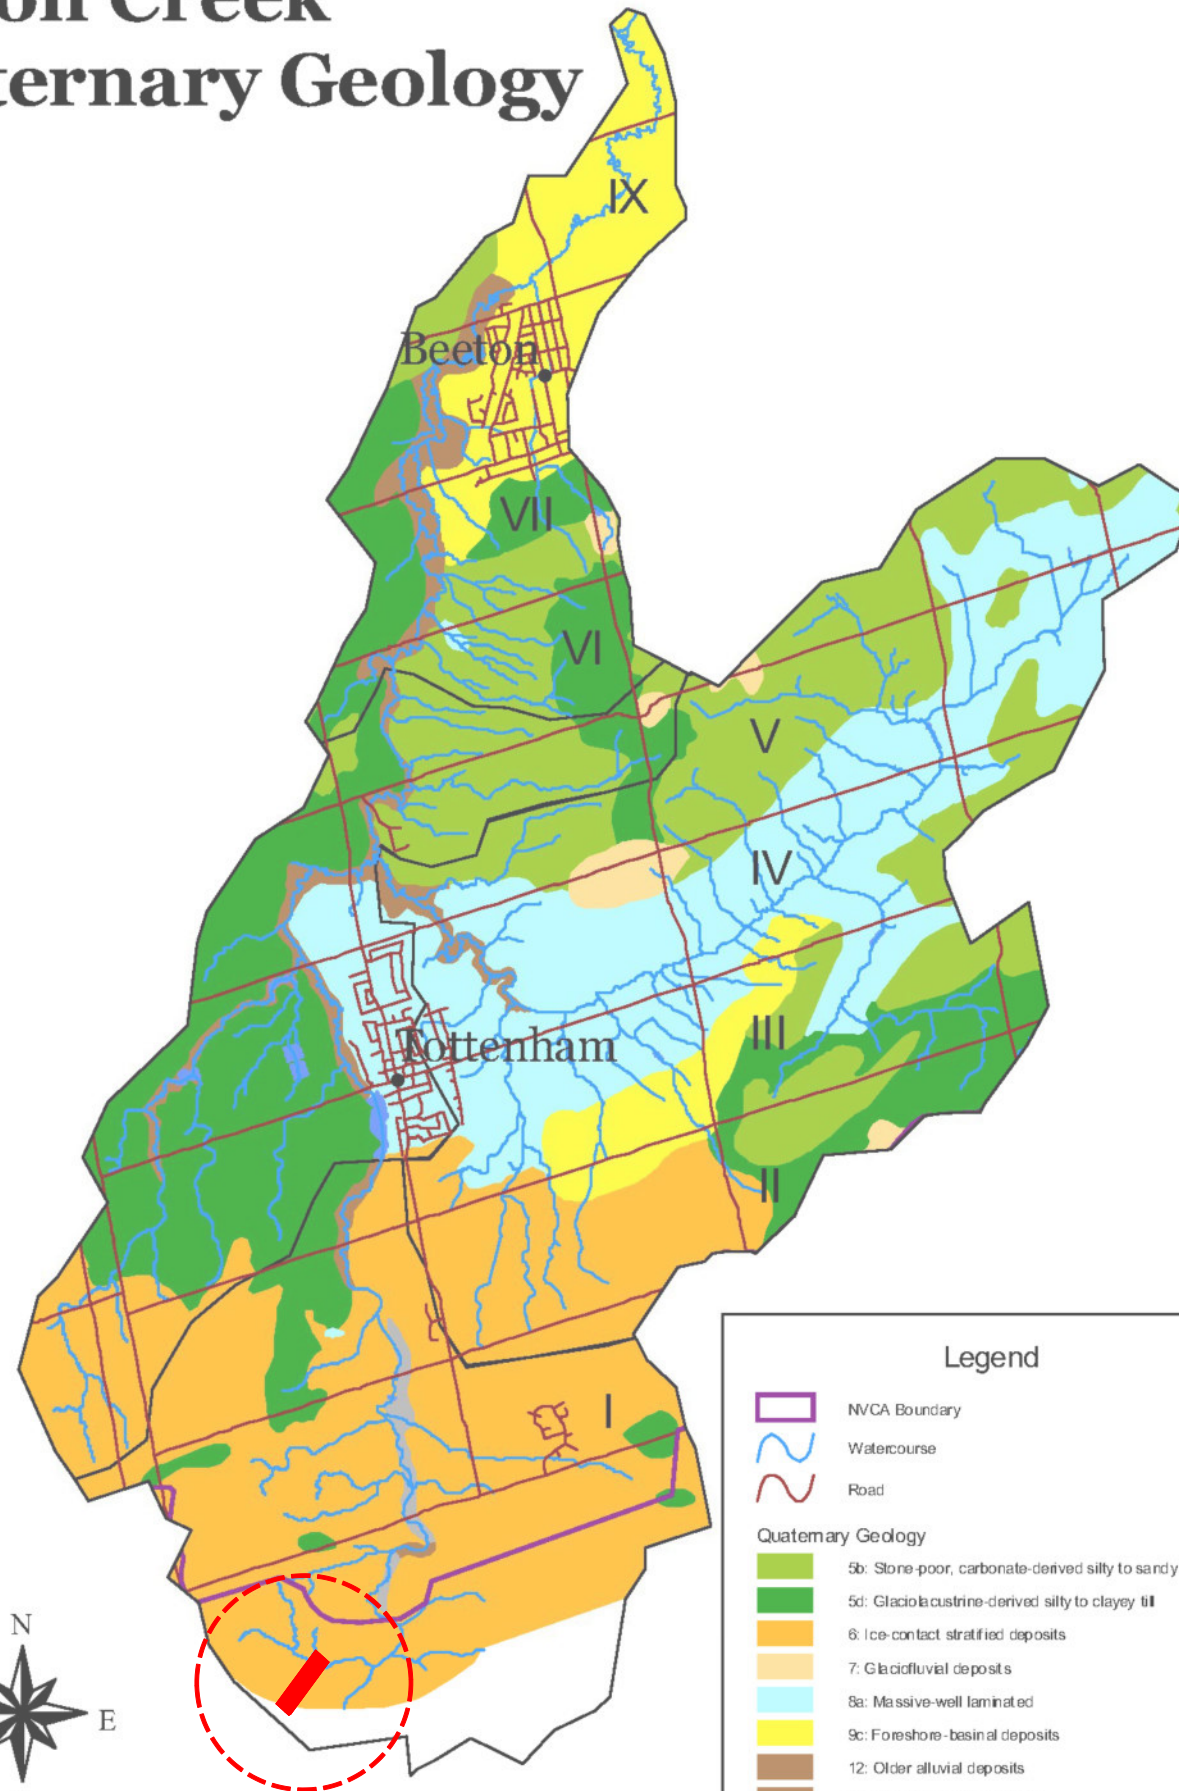 on Creek
ternary Geology
IX
Beeton
VII
VI
V
IV
Tottenham
III
II
I
N
E
Legend
NVCA Boundary
Watercourse
Road
Quaternary Geology
5b: Stone-poor, carbonate-derived silty to sandy
5d: Glaciolacustrine-derived silty to clayey till
6: Ice-contact stratified deposits
7: Glaciofluvial deposits
8a: Massive-well laminated
9c: Foreshore-basinal deposits
12: Older alluvial deposits